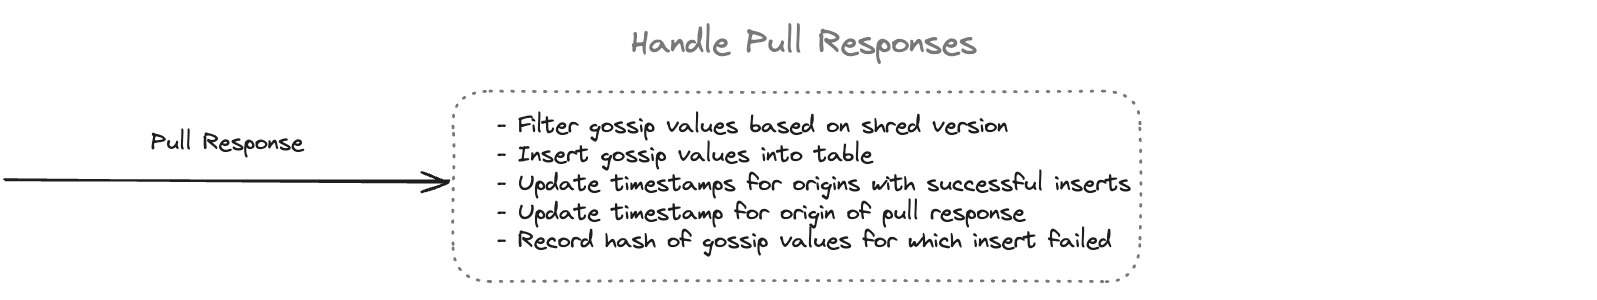 Handle Pull Responses
Pull Response
- Filter gossip values based on shred version
- Insert gossip values into table
- Update timestamps for origins with successful inserts
- Update timestamp for origin of pull response
- Record hash of gossip values for which insert failed